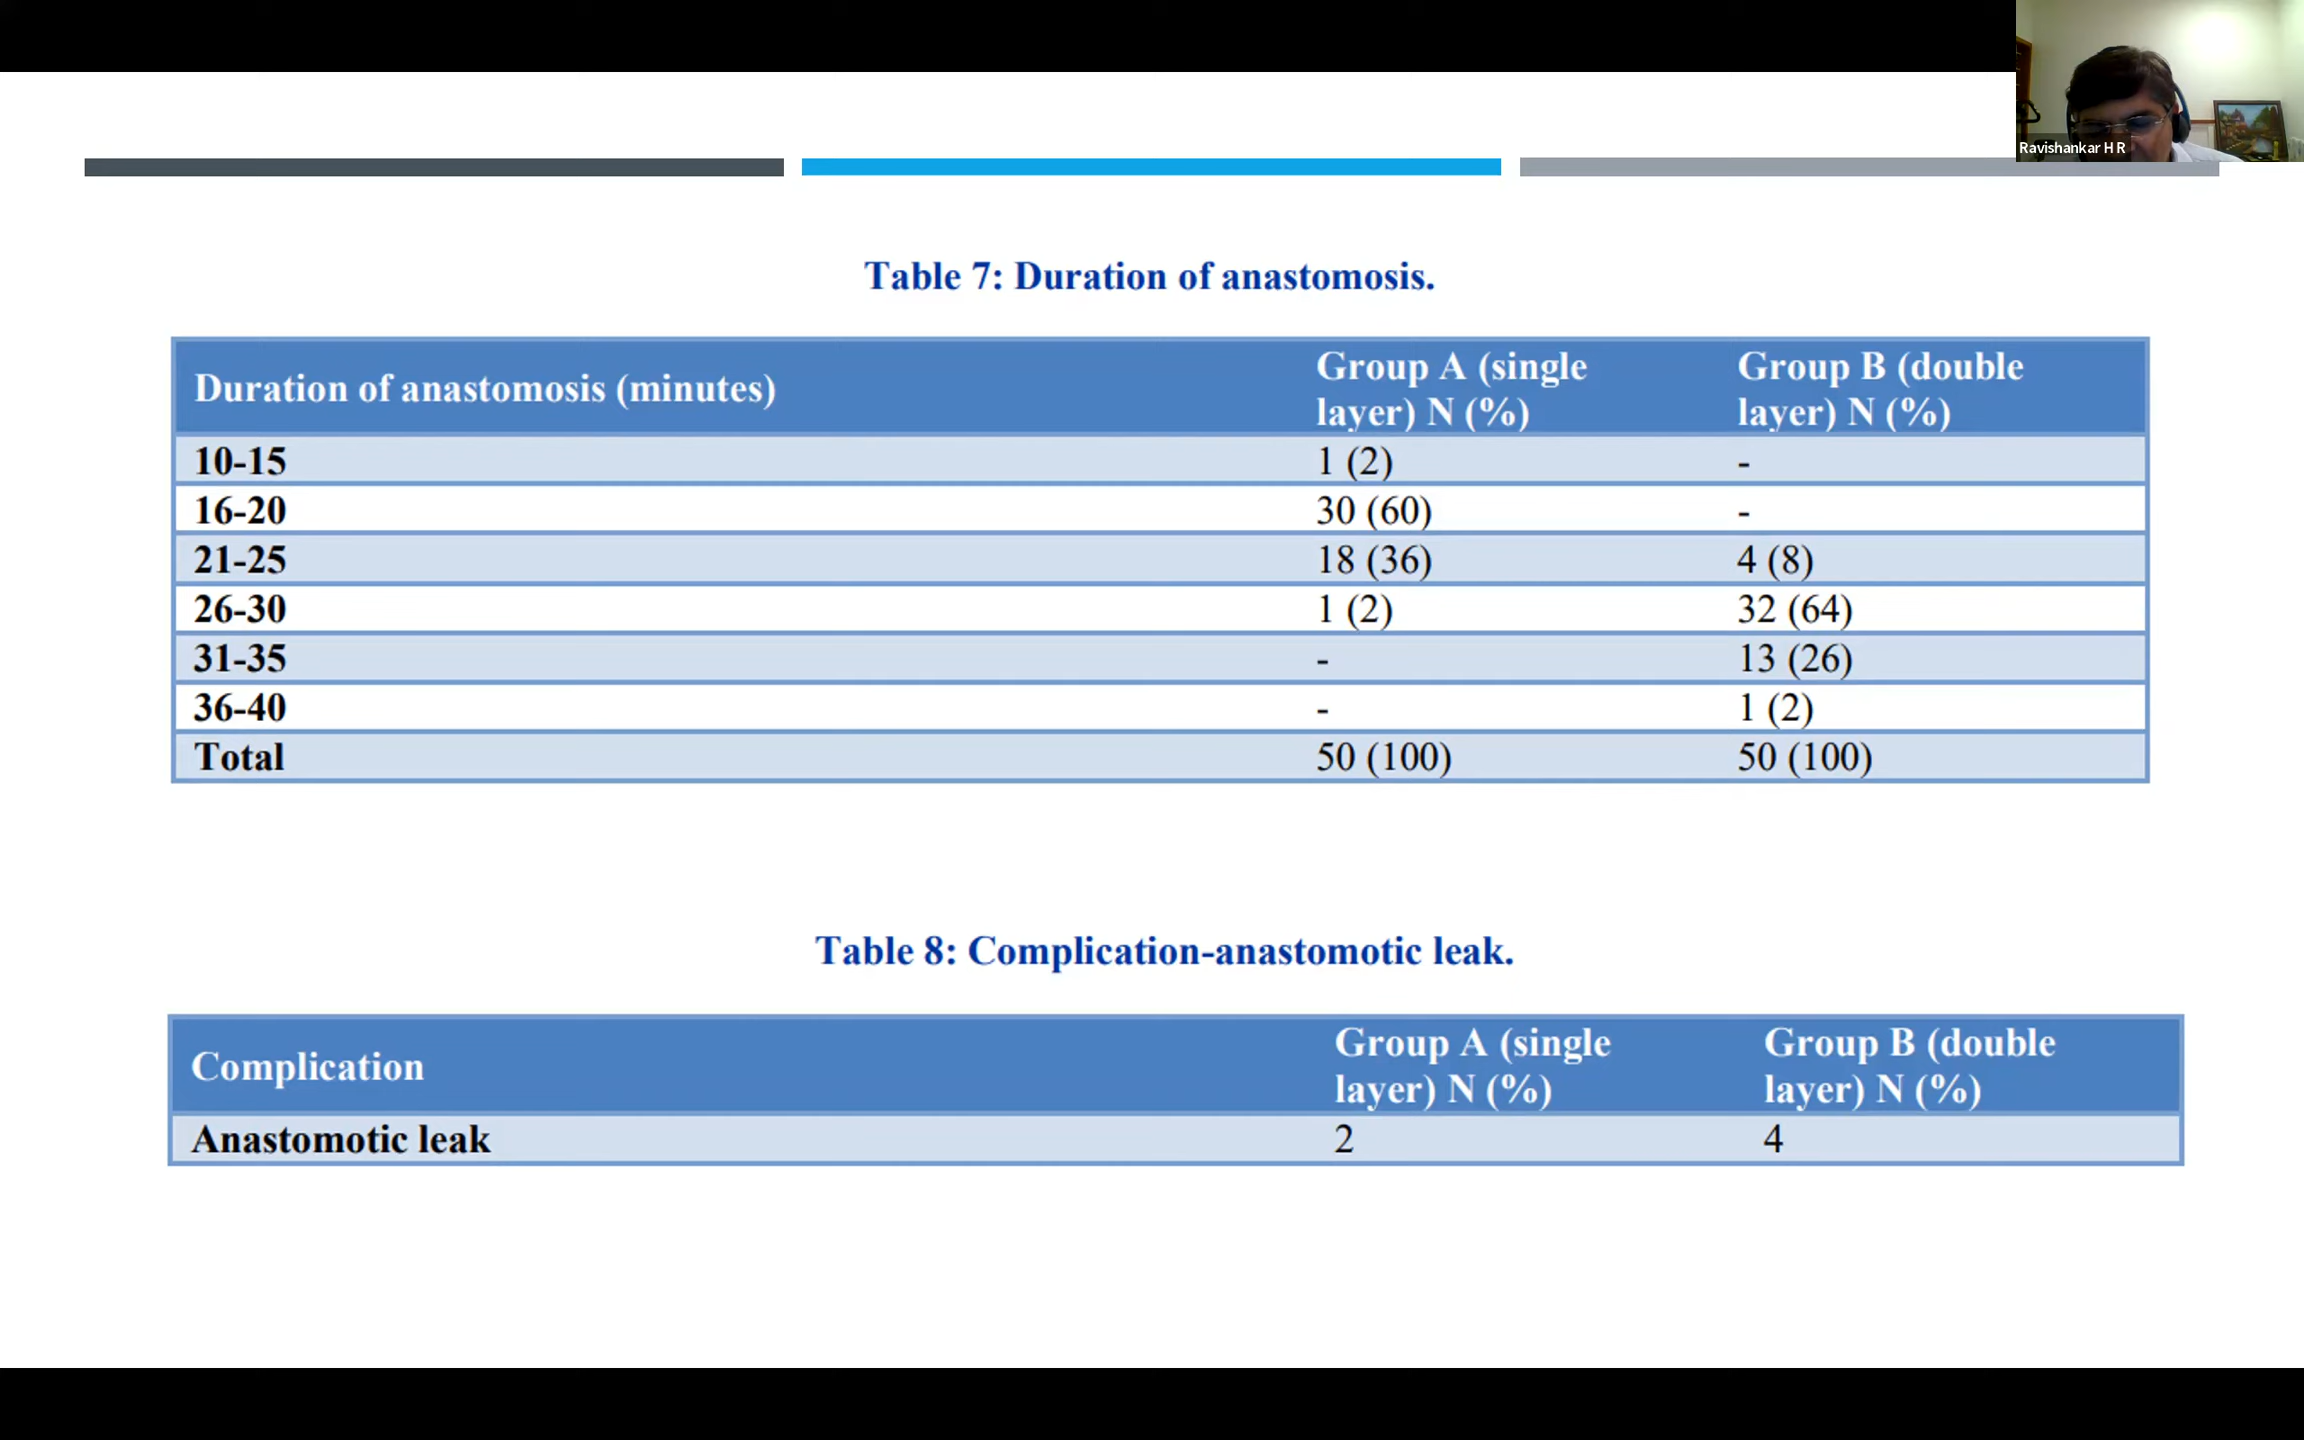 Ravishankar H R
Table 7: Duration of anastomosis.
Duration of anastomosis (minutes) Group A (single layer) N (%) Group B (double layer) N (%)
10-15 1 (2) -
16-20 30 (60) -
21-25 18 (36) 4 (8)
26-30 1 (2) 32 (64)
31-35 - 13 (26)
36-40 - 1 (2)
Total 50 (100) 50 (100)
Table 8: Complication-anastomotic leak.
Complication Group A (single layer) N (%) Group B (double layer) N (%)
Anastomotic leak 2 4